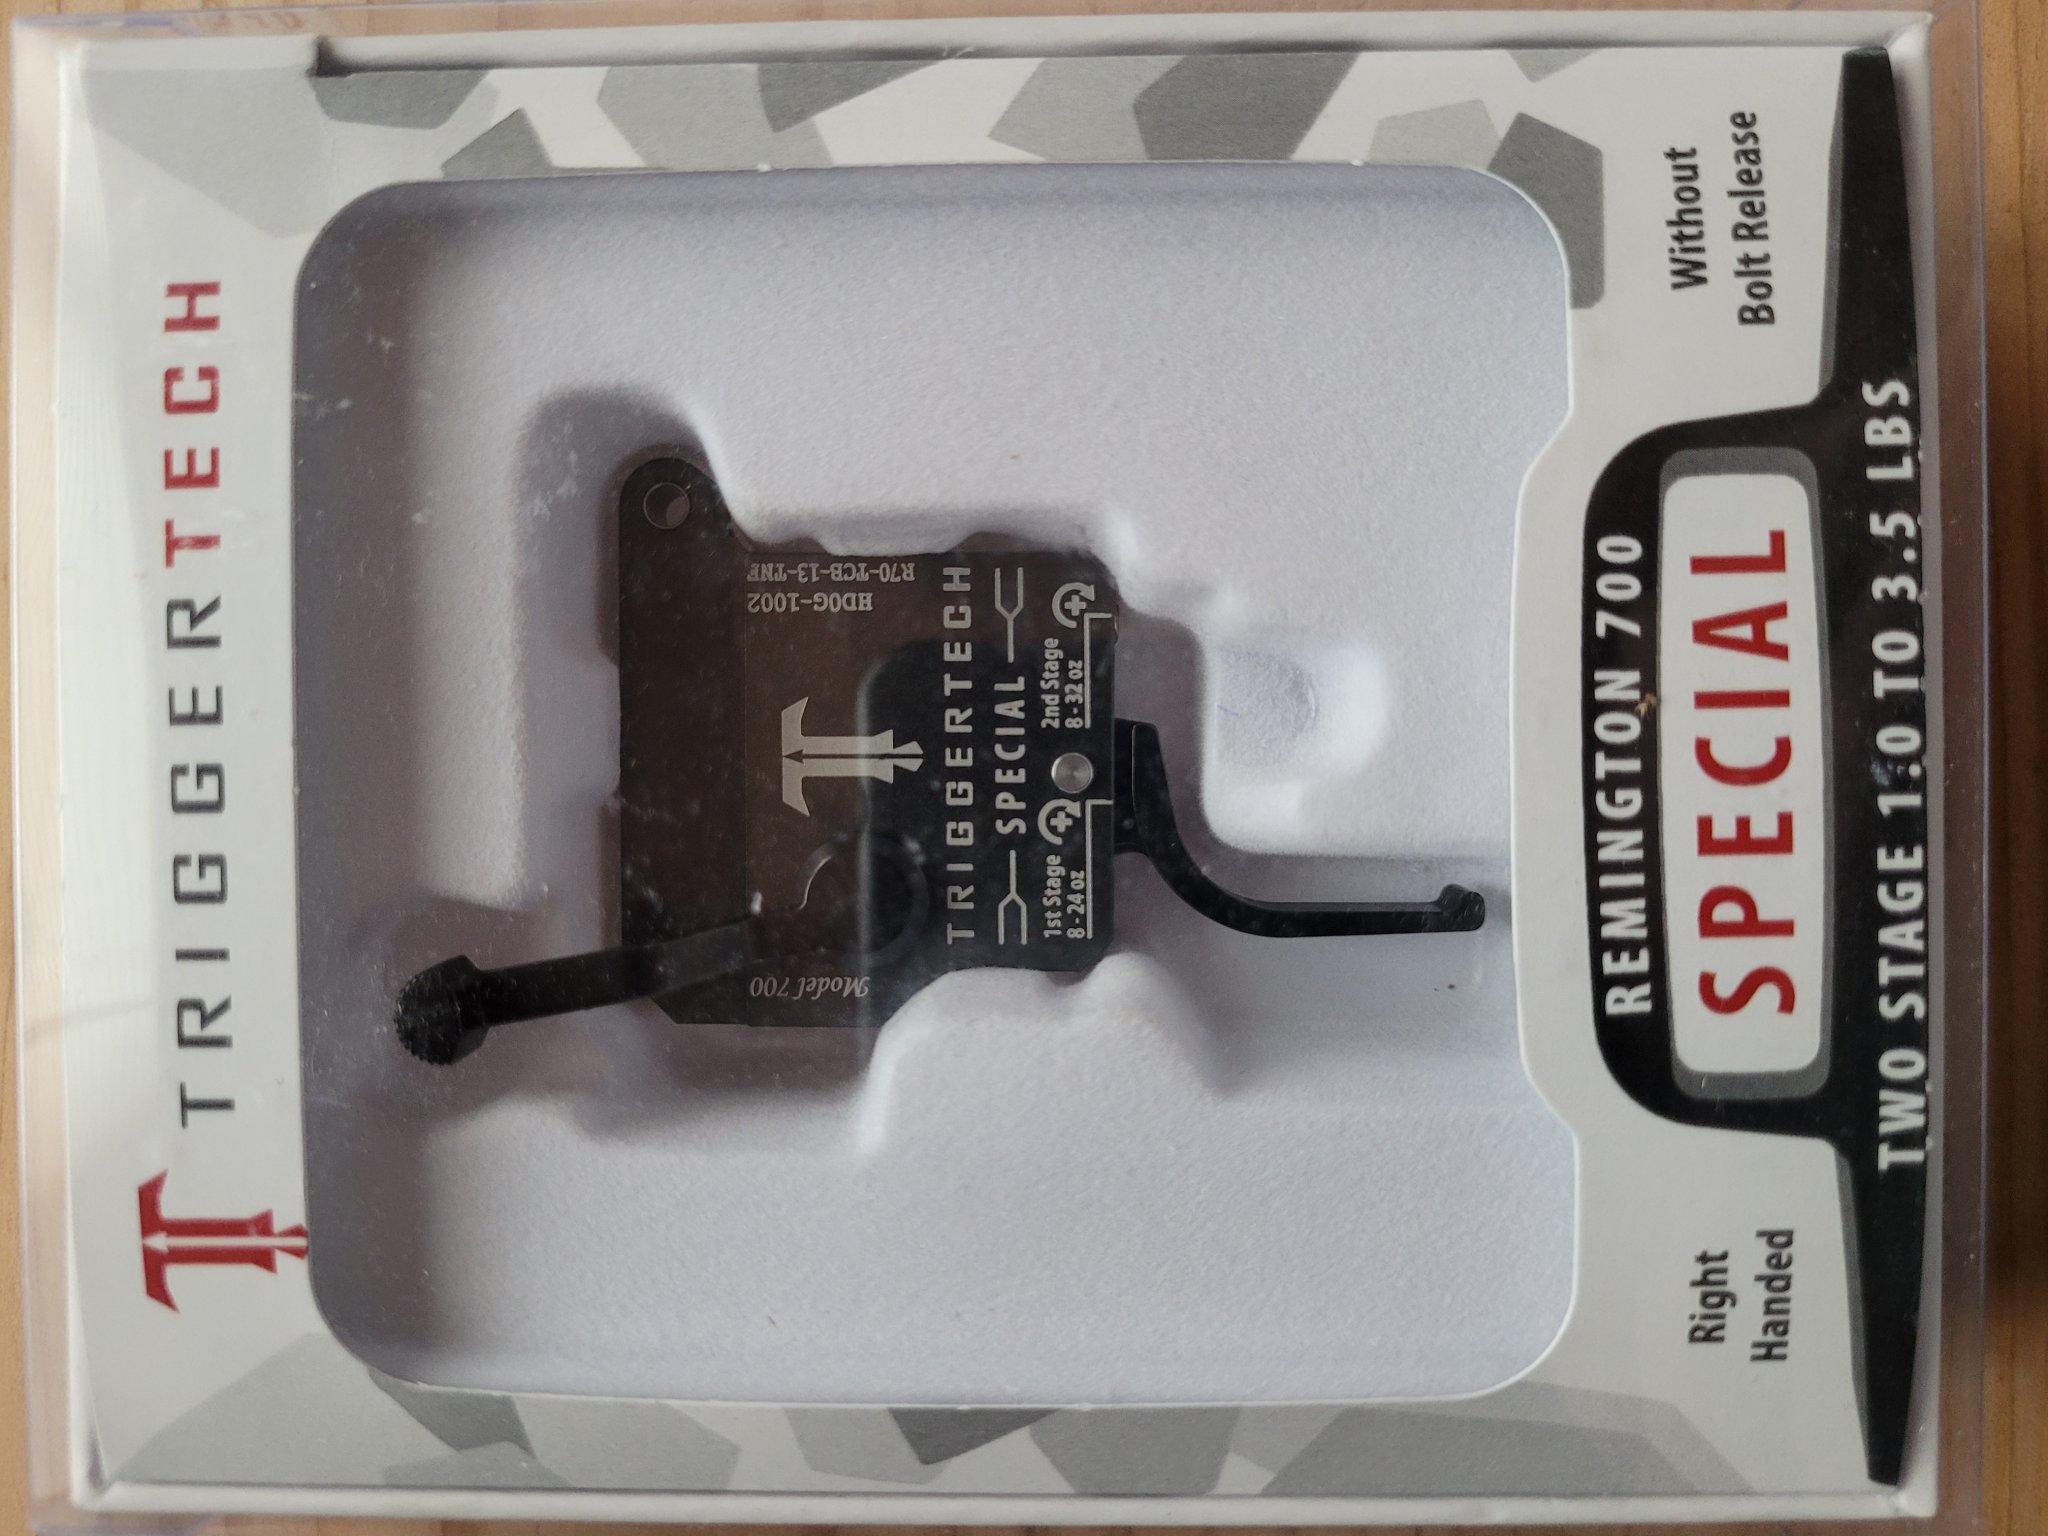 TRIGGERTECH
Model 700
HD0G-1002
R70-TCB-13-TNF
TRIGGERTECH
SPECIAL
1st Stage
8 - 24 oz
2nd Stage
8 - 32 oz
Right
Handed
REMINGTON 700
SPECIAL
TWO STAGE 1.0 TO 3.5 LBS
Without
Bolt Release